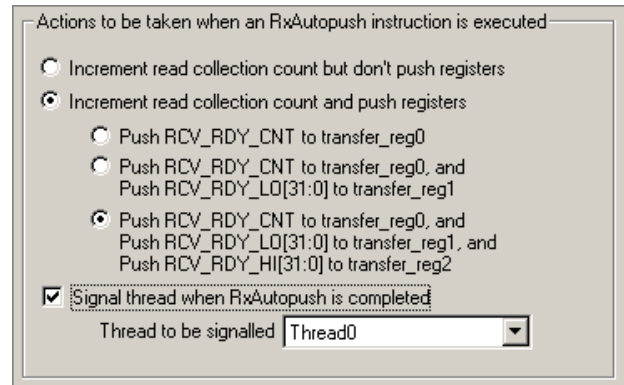 Actions to be taken when an RxAutopush instruction is executed
Increment read collection count but don't push registers
Increment read collection count and push registers
Push RCV_RDY_CNT to transfer_reg0
Push RCV_RDY_CNT to transfer_reg0, and
Push RCV_RDY_LO[31:0] to transfer_reg1
Push RCV_RDY_CNT to transfer_reg0, and
Push RCV_RDY_LO[31:0] to transfer_reg1, and
Push RCV_RDY_HI[31:0] to transfer_reg2
Signal thread when RxAutopush is completed
Thread to be signalled Thread0